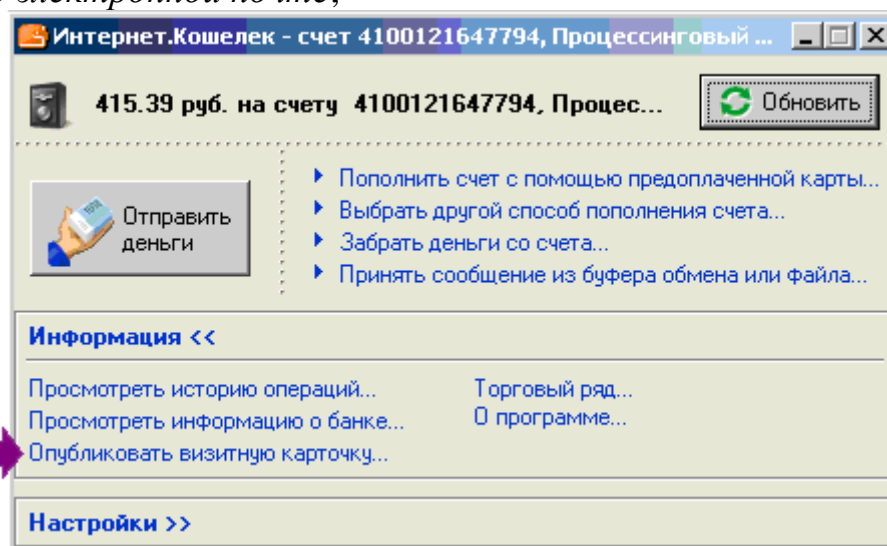 электронной почте,
Интернет.Кошелек - счет 4100121647794, Процессинговый ...
415.39 руб. на счету 4100121647794, Процес...
Обновить
Отправить
деньги
Пополнить счет с помощью предоплаченной карты...
Выбрать другой способ пополнения счета...
Забрать деньги со счета...
Принять сообщение из буфера обмена или файла...
Информация <<
Просмотреть историю операций...
Просмотреть информацию о банке...
Опубликовать визитную карточку...
Торговый ряд...
О программе...
Настройки >>